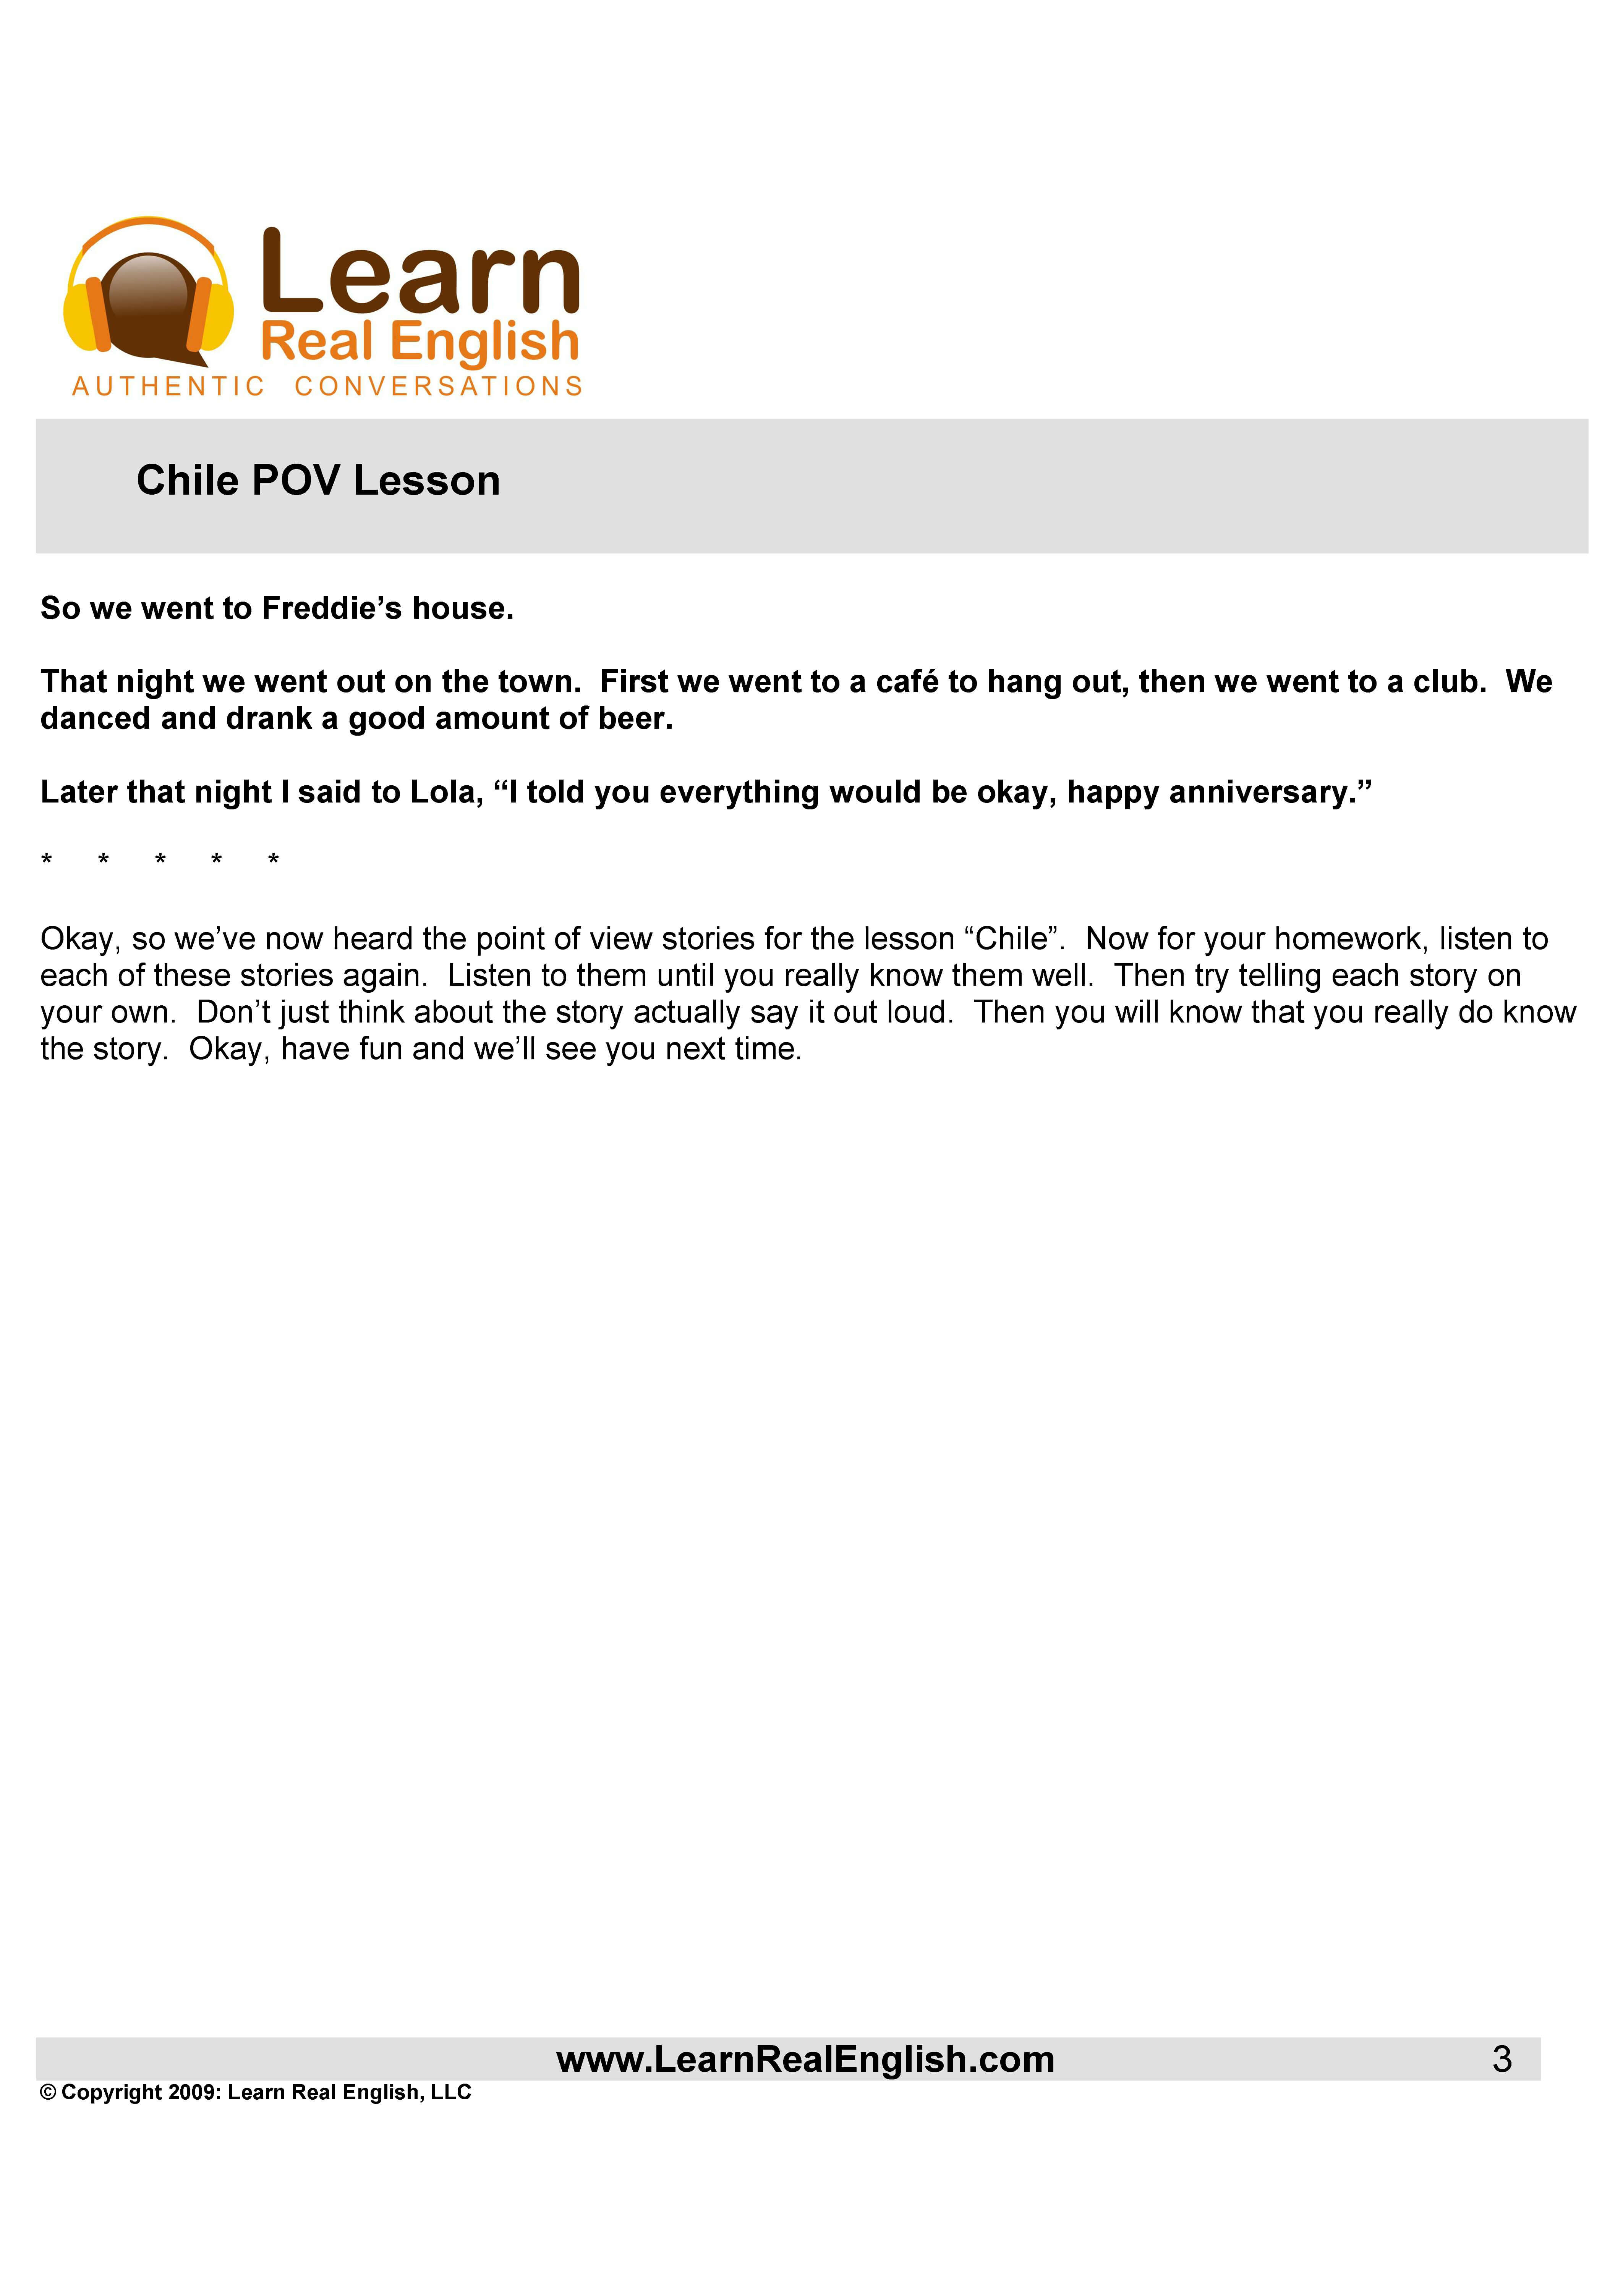 Learn
Real English
AUTHENTIC CONVERSATIONS
Chile POV Lesson
So we went to Freddie’s house.
That night we went out on the town.  First we went to a café to hang out, then we went to a club.  We
danced and drank a good amount of beer.
Later that night I said to Lola, “I told you everything would be okay, happy anniversary.”
* * * * *
Okay, so we’ve now heard the point of view stories for the lesson “Chile”.  Now for your homework, listen to
each of these stories again.  Listen to them until you really know them well.  Then try telling each story on
your own.  Don’t just think about the story actually say it out loud.  Then you will know that you really do know
the story.  Okay, have fun and we’ll see you next time.
www.LearnRealEnglish.com 3
© Copyright 2009: Learn Real English, LLC